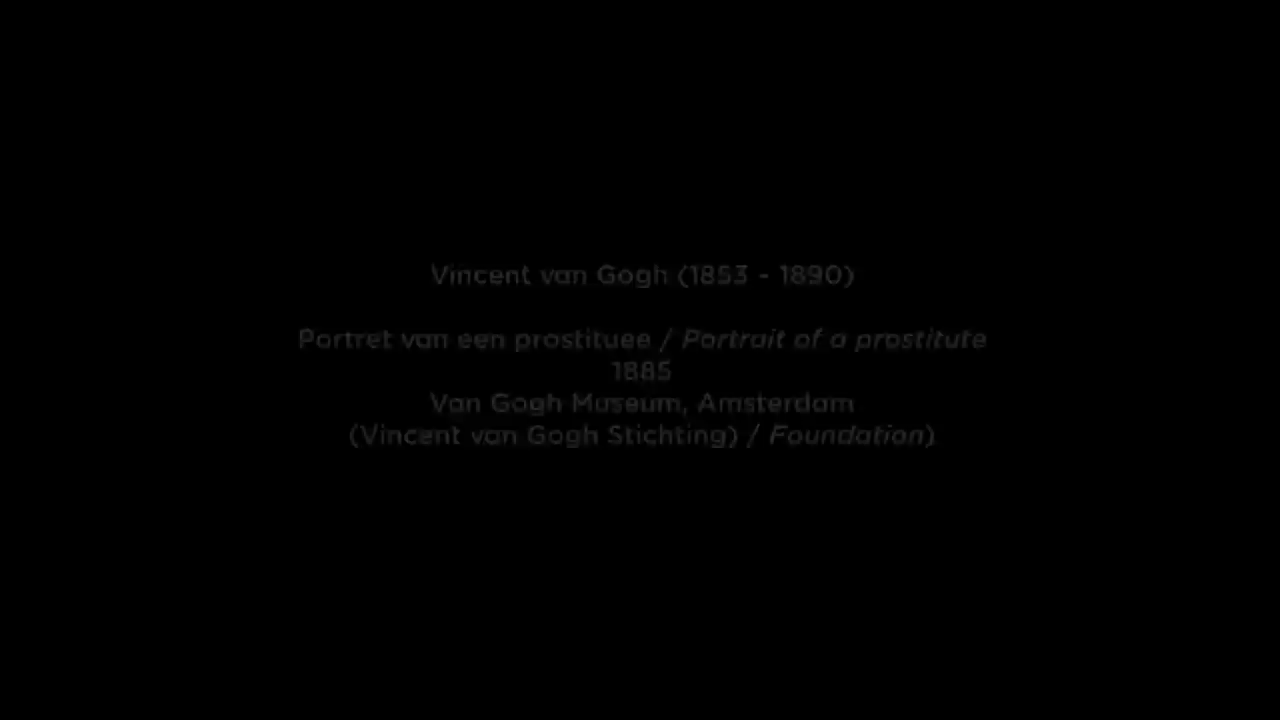 Vincent van Gogh (1853 - 1890)
Portret van een prostituee / Portrait of a prostitute
1885
Van Gogh Museum, Amsterdam
(Vincent van Gogh Stichting) / Foundation)